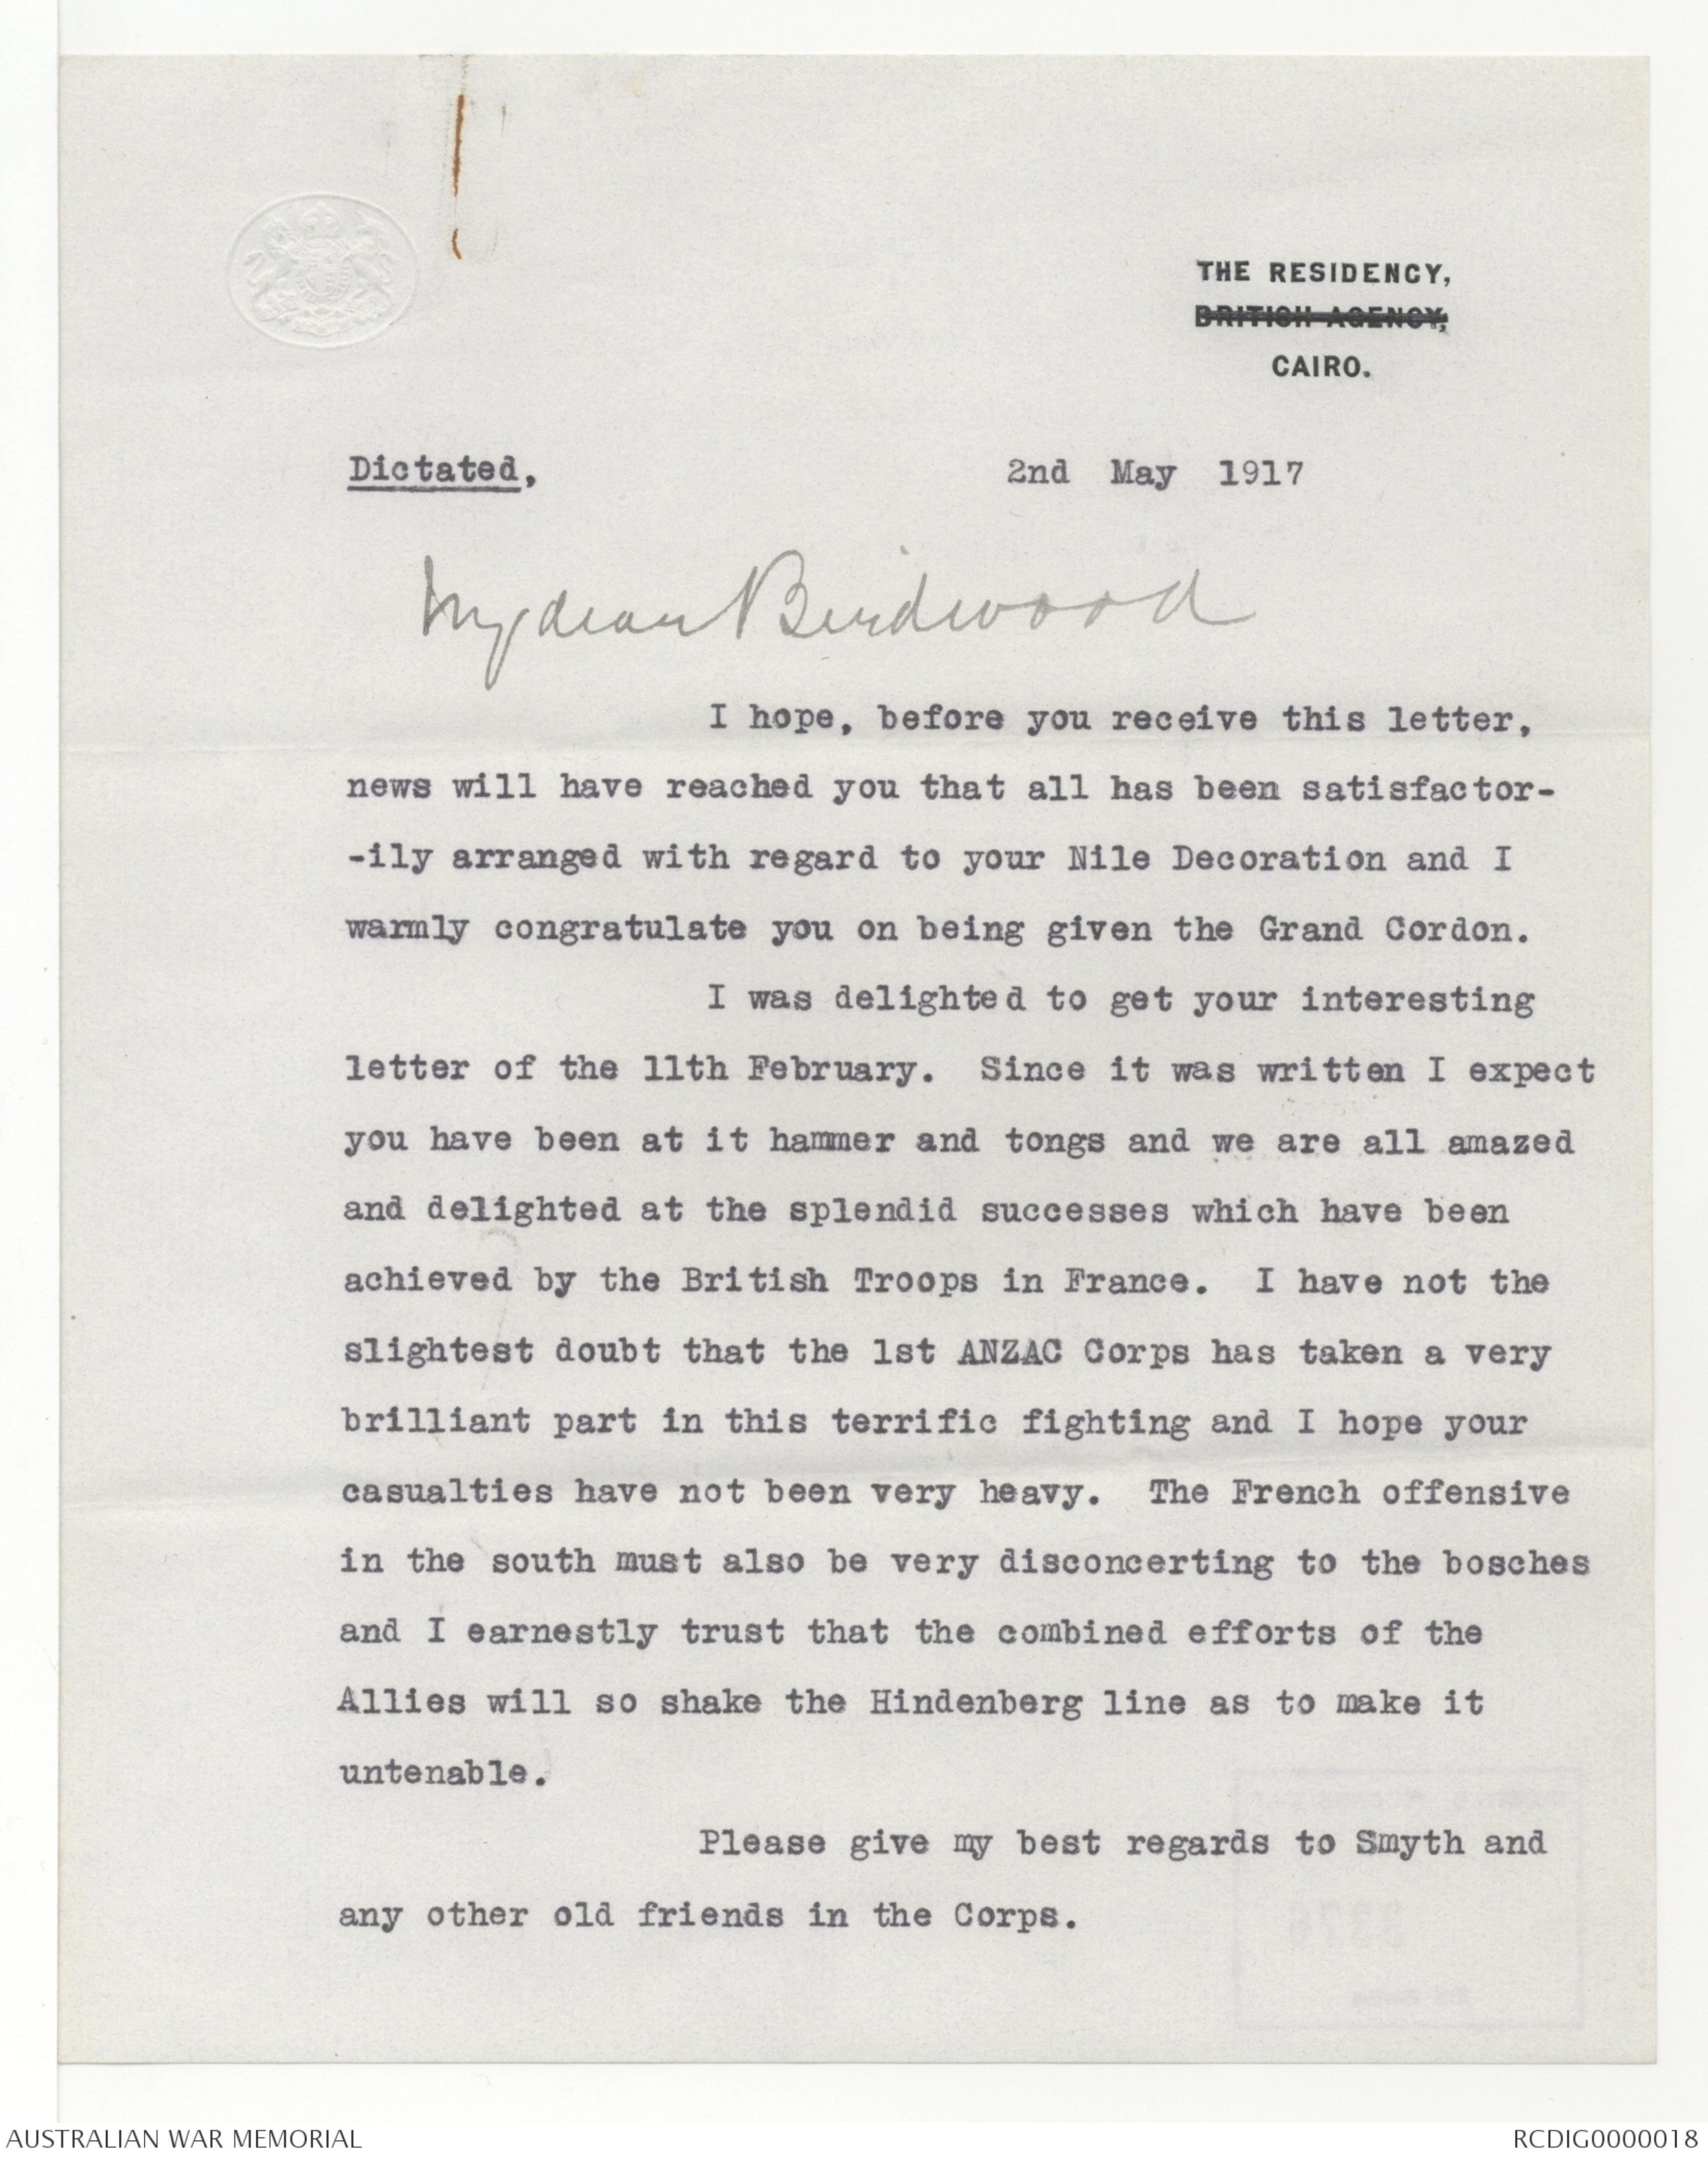 THE RESIDENCY,
BRITISH AGENCY,
CAIRO.
Dictated,
2nd May 1917
My dear Birdwood
I hope, before you receive this letter,
news will have reached you that all has been satisfactor-
-ily arranged with regard to your Nile Decoration and I
warmly congratulate you on being given the Grand Cordon.
I was delighted to get your interesting
letter of the 11th February. Since it was written I expect
you have been at it hammer and tongs and we are all amazed
and delighted at the splendid successes which have been
achieved by the British Troops in France. I have not the
slightest doubt that the 1st ANZAC Corps has taken a very
brilliant part in this terrific fighting and I hope your
casualties have not been very heavy. The French offensive
in the south must also be very disconcerting to the bosches
and I earnestly trust that the combined efforts of the
Allies will so shake the Hindenberg line as to make it
untenable.
Please give my best regards to Smyth and
any other old friends in the Corps.
AUSTRALIAN WAR MEMORIAL
RCDIG0000018